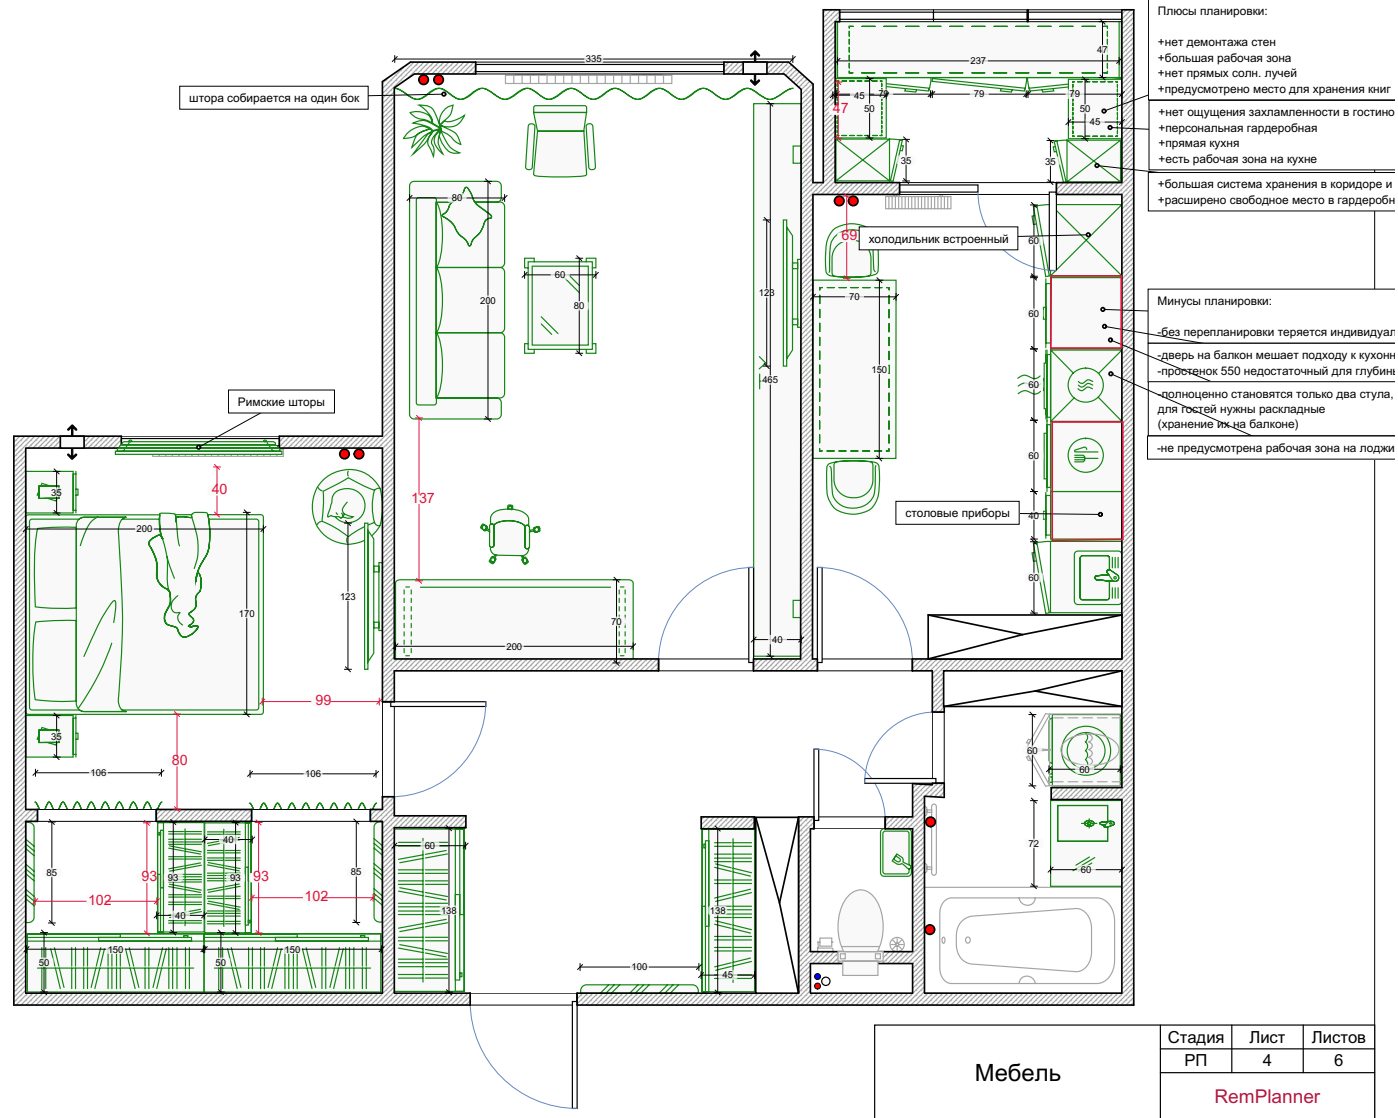 Плюсы планировки:
+нет демонтажа стен
+большая рабочая зона
+нет прямых солн. лучей
+предусмотрено место для хранения книг
+нет ощущения захламленности в гостино
+персональная гардеробная
+прямая кухня
+есть рабочая зона на кухне
+большая система хранения в коридоре и
+расширено свободное место в гардеробн
335
47
237
штора собирается на один бок
45
79
79
79
47
50
50
45
35
35
80
69
холодильник встроенный
60
60
70
200
80
123
60
Минусы планировки:
-без перепланировки теряется индивидуал
-дверь на балкон мешает подходу к кухонн
-простенок 550 недостаточный для глубины
-полноценно становятся только два стула,
для гостей нужны раскладные
(хранение их на балконе)
-не предусмотрена рабочая зона на лоджи
150
465
60
Римские шторы
60
40
137
35
200
столовые приборы
40
60
123
170
70
200
40
99
35
80
106
106
60
60
40
60
72
85
93
93
93
93
85
60
102
102
40
138
138
150
150
50
50
100
45
Мебель
Стадия
Лист
Листов
РП
4
6
RemPlanner